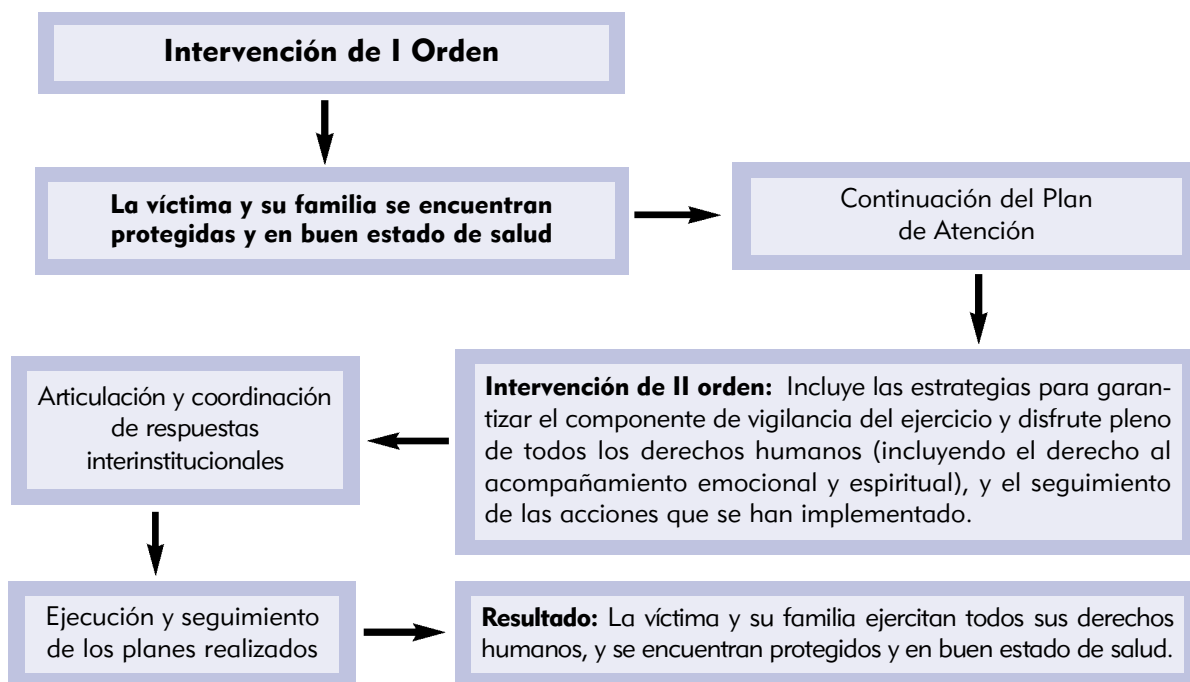 Intervención de I Orden
La víctima y su familia se encuentran
protegidas y en buen estado de salud
Continuación del Plan
de Atención
Intervención de II orden: Incluye las estrategias para garan-
tizar el componente de vigilancia del ejercicio y disfrute pleno
de todos los derechos humanos (incluyendo el derecho al
acompañamiento emocional y espiritual), y el seguimiento
de las acciones que se han implementado.
Articulación y coordinación
de respuestas
interinstitucionales
Ejecución y seguimiento
de los planes realizados
Resultado: La víctima y su familia ejercitan todos sus derechos
humanos, y se encuentran protegidos y en buen estado de salud.